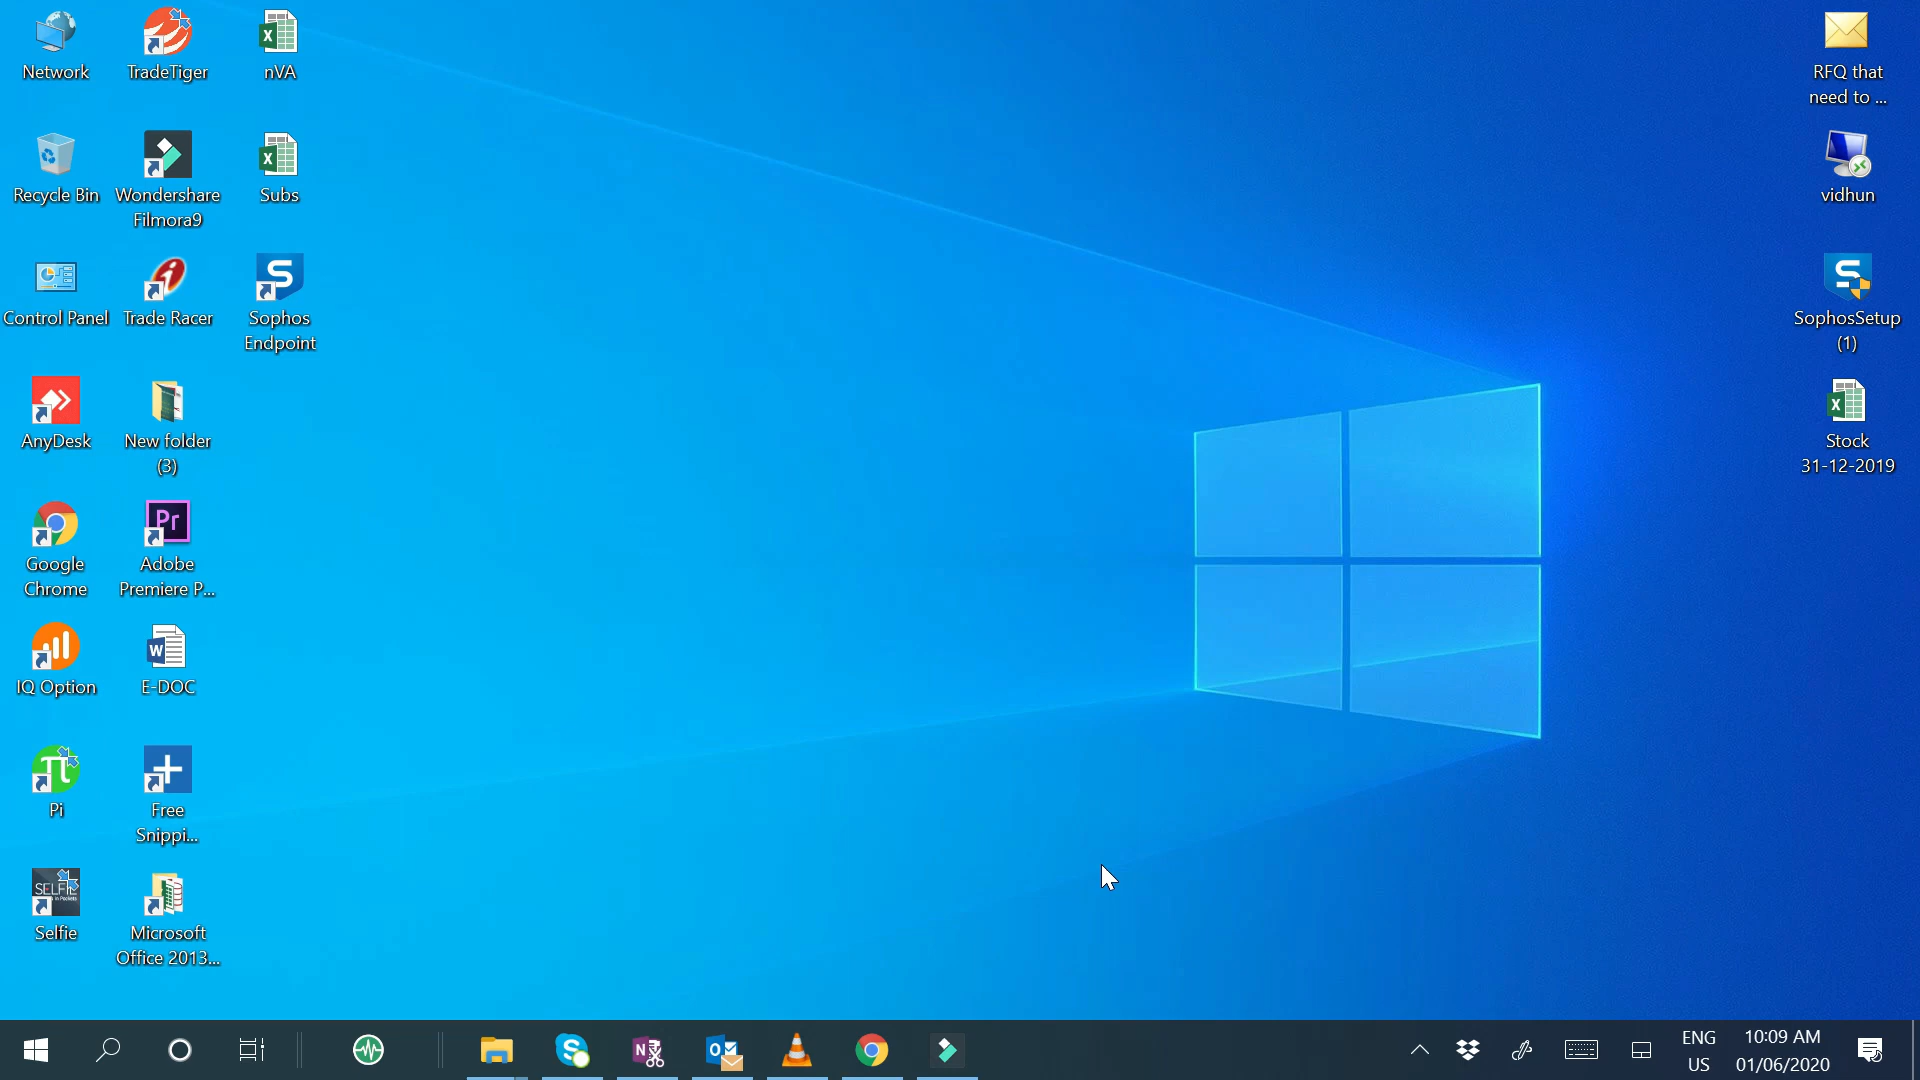 Network
TradeTiger
nVA
RFQ that
need to ...
Recycle Bin
Wondershare
Filmora9
Subs
vidhun
Control Panel
Trade Racer
Sophos
Endpoint
SophosSetup
(1)
AnyDesk
New folder
(3)
Stock
31-12-2019
Google
Chrome
Pr
Adobe
Premiere P...
IQ Option
E-DOC
Pi
Free
Snippi...
SELFIE
Selfie
Microsoft
Office 2013...
ENG
US
10:09 AM
01/06/2020